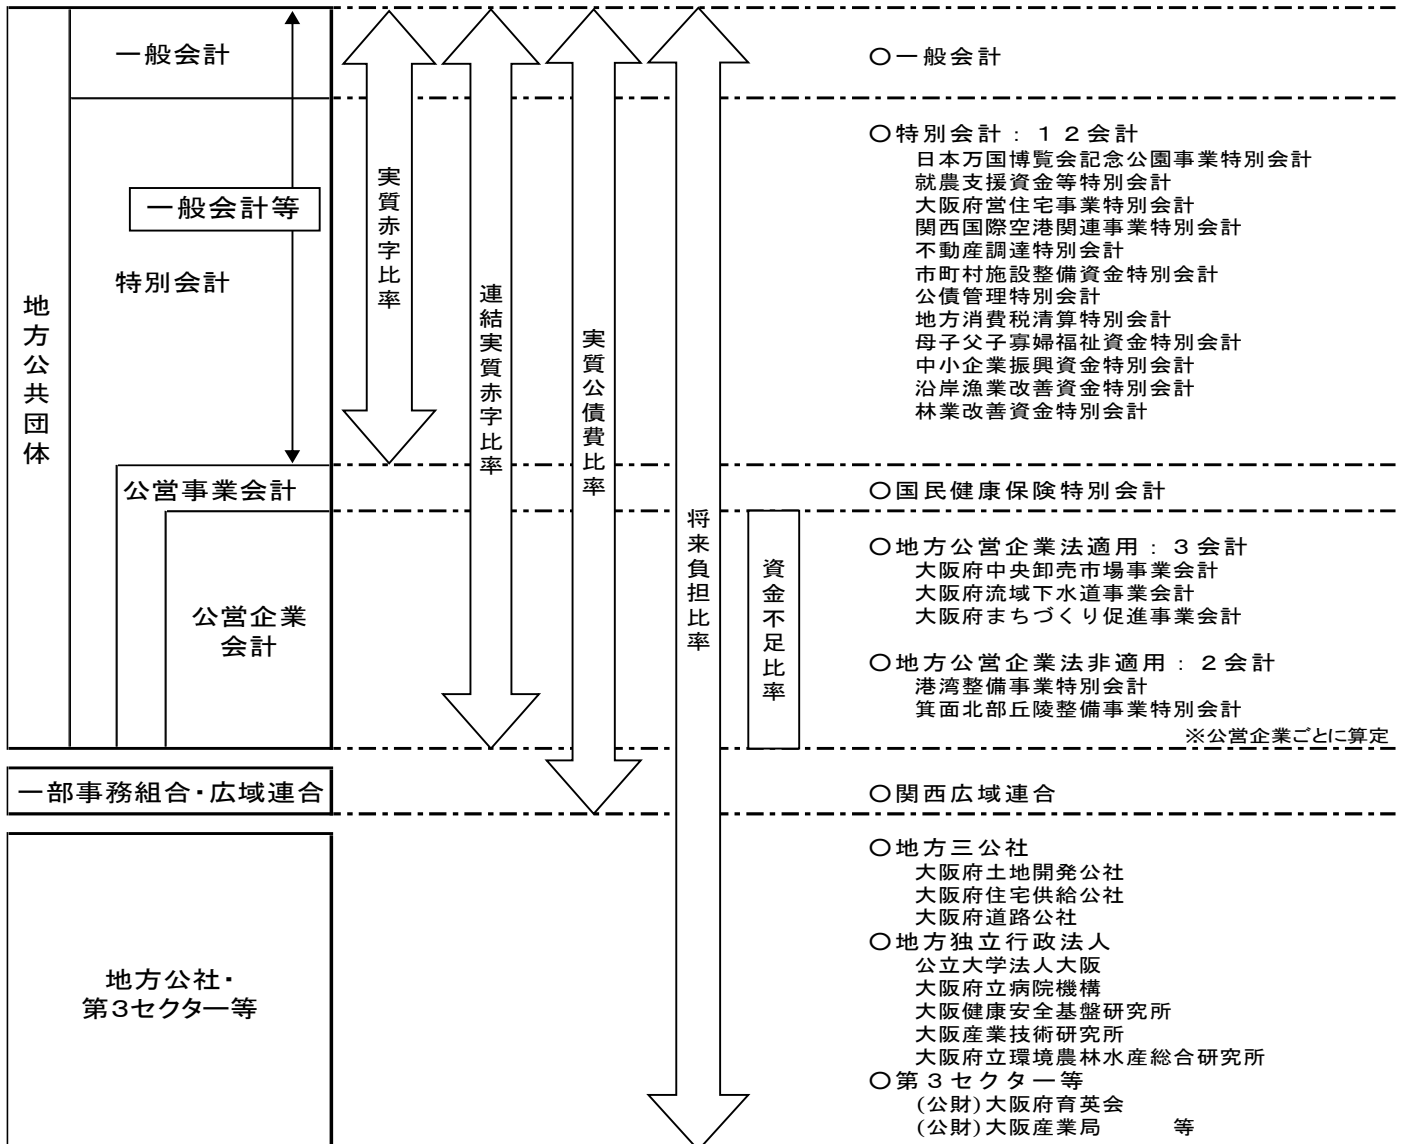 一般会計
〇一般会計
〇特別会計：１２会計
日本万国博覧会記念公園事業特別会計
就農支援資金等特別会計
大阪府営住宅事業特別会計
関西国際空港関連事業特別会計
不動産調達特別会計
市町村施設整備資金特別会計
公債管理特別会計
地方消費税清算特別会計
母子父子寡婦福祉資金特別会計
中小企業振興資金特別会計
沿岸漁業改善資金特別会計
林業改善資金特別会計
一般会計等
特別会計
地方公共団体
実質赤字比率
連結実質赤字比率
実質公債費比率
将来負担比率
資金不足比率
公営事業会計
〇国民健康保険特別会計
公営企業
会計
〇地方公営企業法適用：３会計
大阪府中央卸売市場事業会計
大阪府流域下水道事業会計
大阪府まちづくり促進事業会計
〇地方公営企業法非適用：２会計
港湾整備事業特別会計
箕面北部丘陵整備事業特別会計
※公営企業ごとに算定
一部事務組合・広域連合
〇関西広域連合
地方公社・
第３セクター等
〇地方三公社
大阪府土地開発公社
大阪府住宅供給公社
大阪府道路公社
〇地方独立行政法人
公立大学法人大阪
大阪府立病院機構
大阪健康安全基盤研究所
大阪産業技術研究所
大阪府立環境農林水産総合研究所
〇第３セクター等
(公財)大阪府育英会
(公財)大阪産業局　　　等